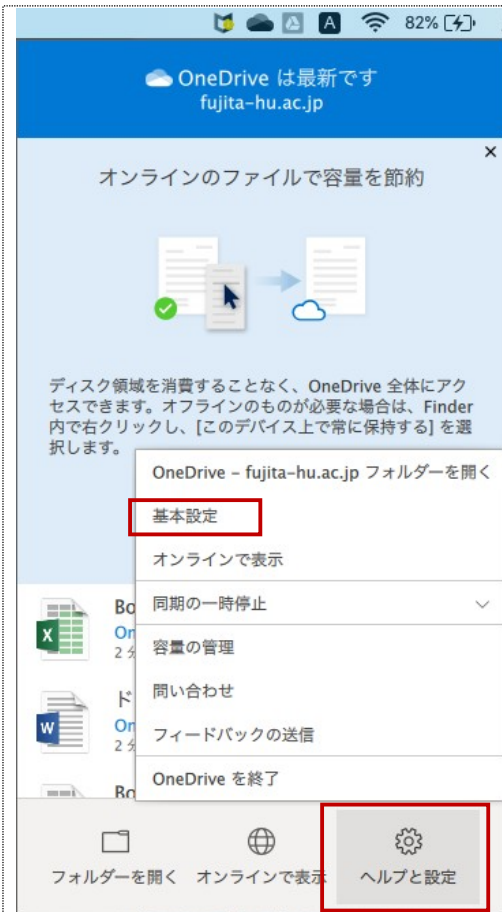 A 82%
OneDrive は最新です
fujita-hu.ac.jp
オンラインのファイルで容量を節約
ディスク領域を消費することなく、OneDrive 全体にアク
セスできます。オフラインのものが必要な場合は、Finder
内で右クリックし、[このデバイス上で常に保持する] を選
択します。
OneDrive – fujita-hu.ac.jp フォルダーを開く
基本設定
オンラインで表示
同期の一時停止
容量の管理
問い合わせ
フィードバックの送信
OneDrive を終了
X
Bo
On
2 分
W
ド
On
2 分
Bo
フォルダーを開く
オンラインで表示
ヘルプと設定